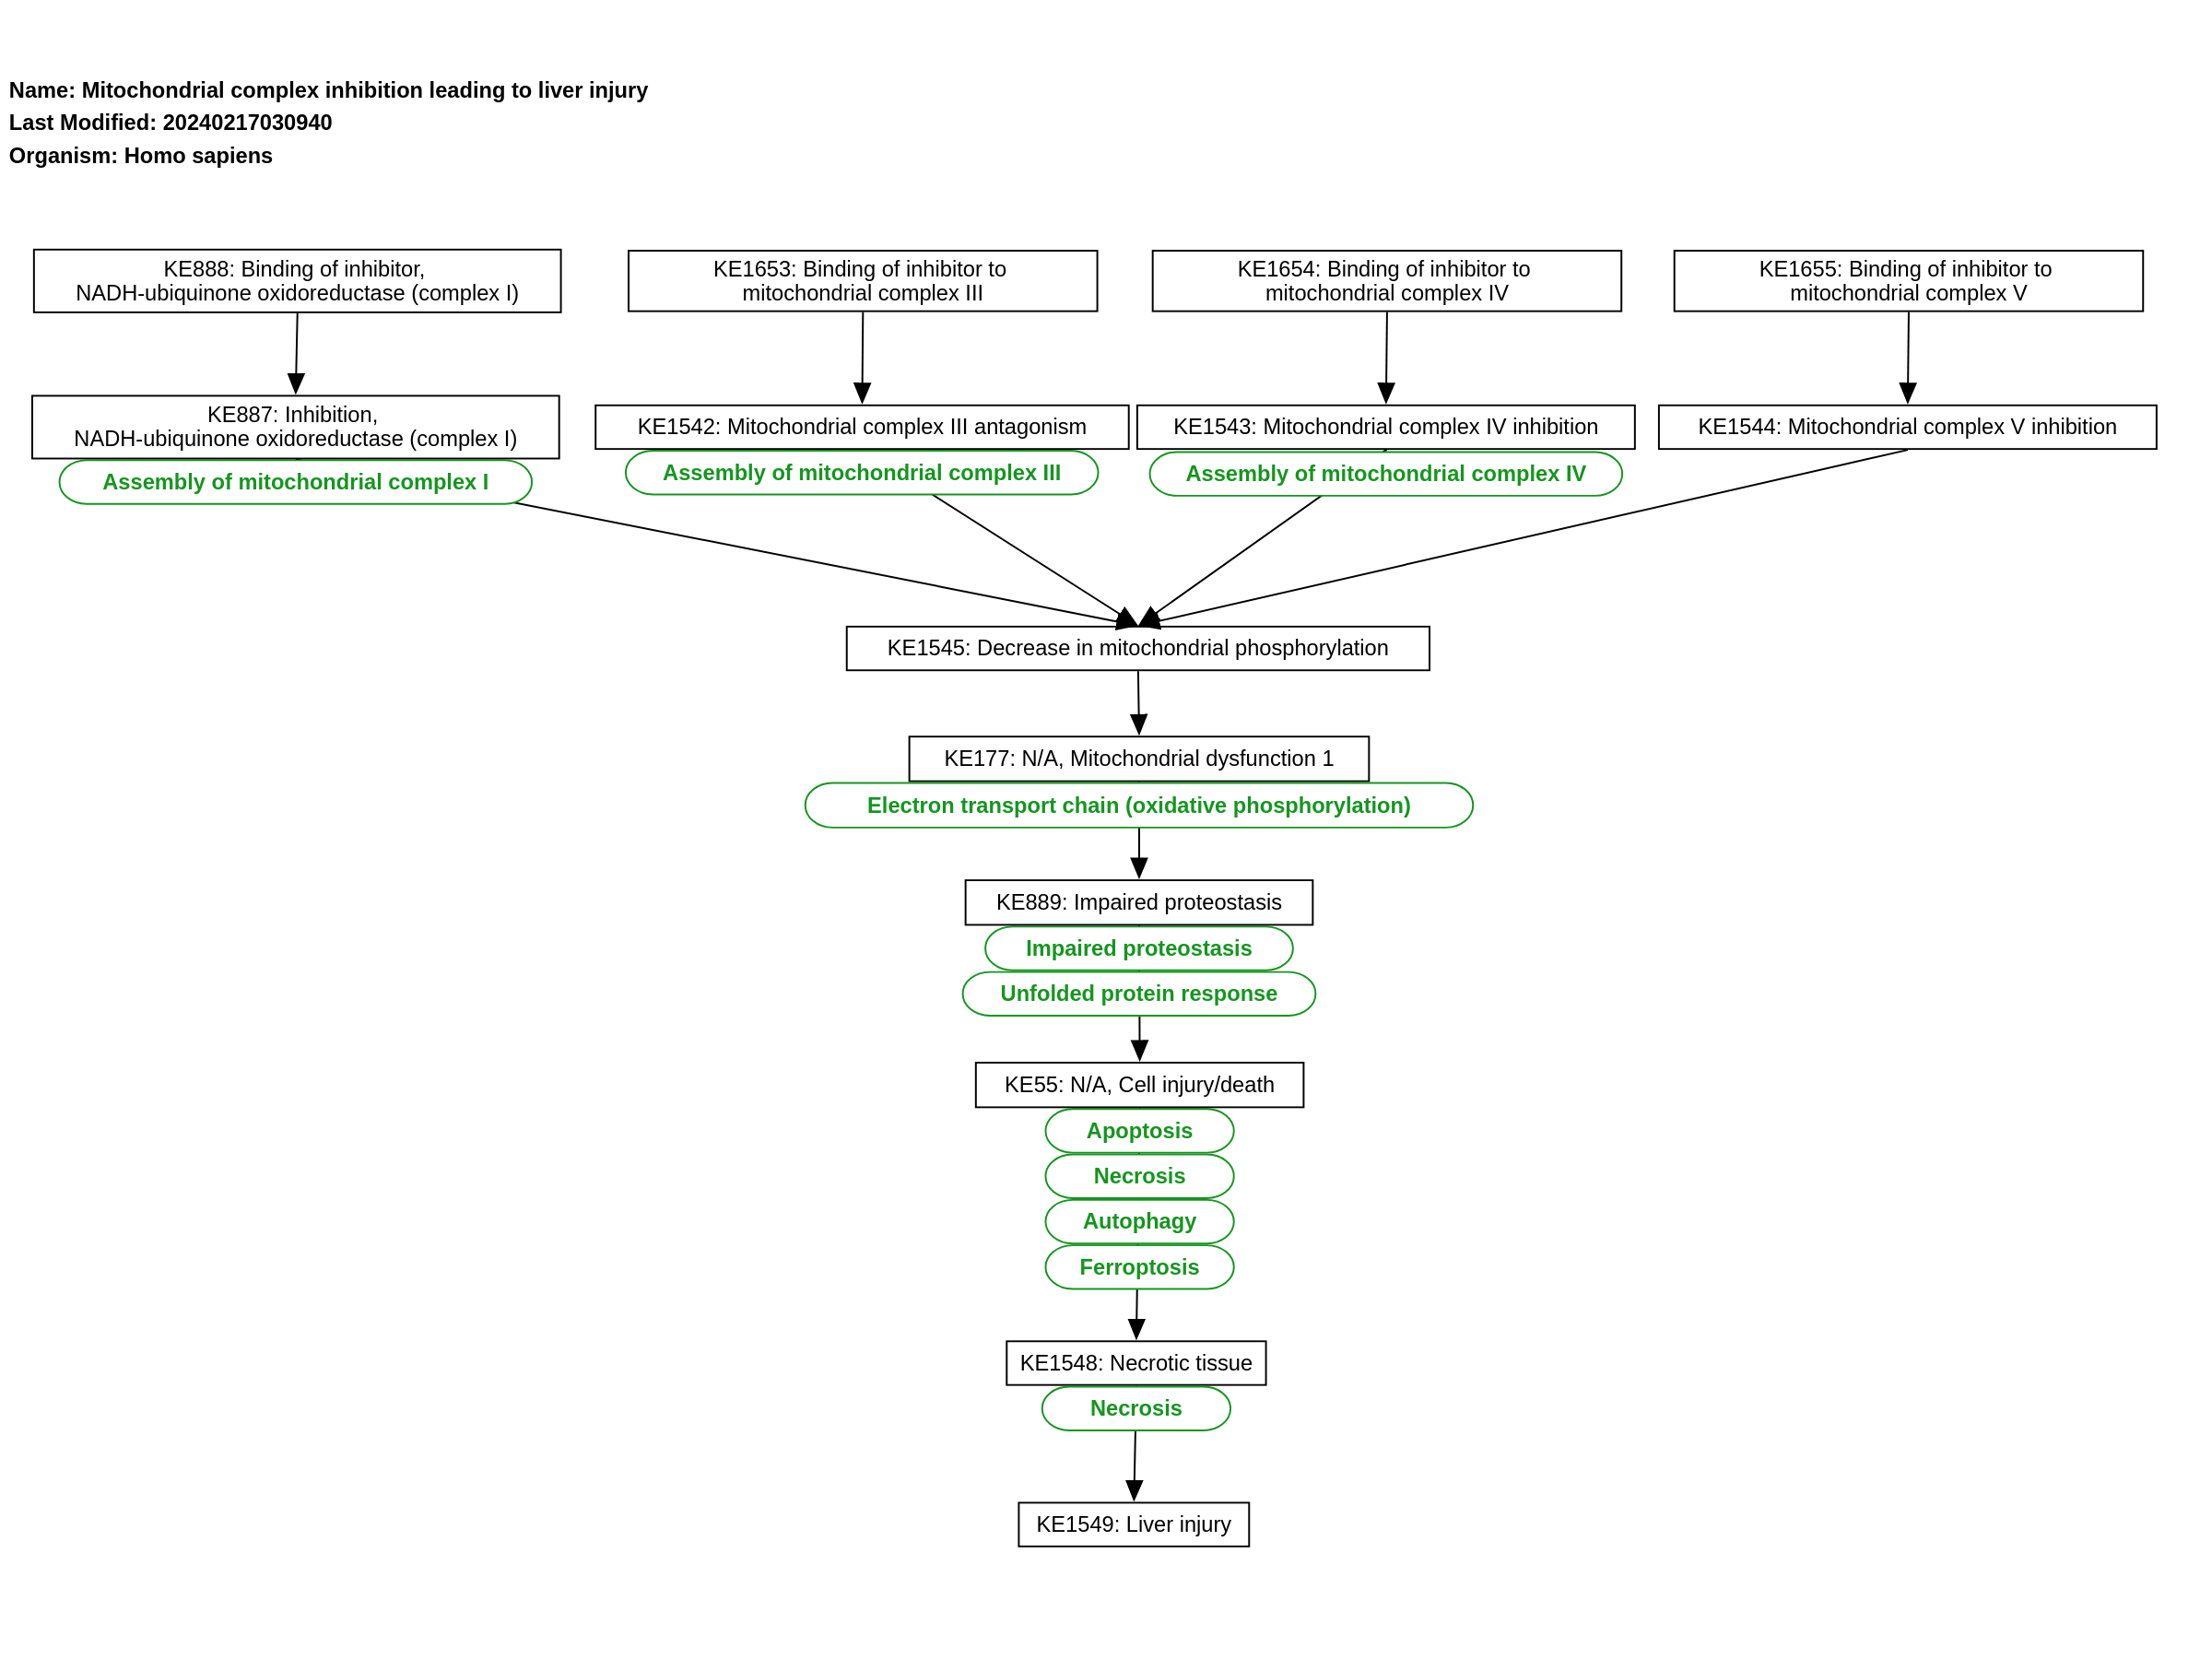 Name: Mitochondrial complex inhibition leading to liver injury
Last Modified: 20240217030940
Organism: Homo sapiens
KE888: Binding of inhibitor,
NADH-ubiquinone oxidoreductase (complex I)
KE1653: Binding of inhibitor to
mitochondrial complex III
KE1654: Binding of inhibitor to
mitochondrial complex IV
KE1655: Binding of inhibitor to
mitochondrial complex V
KE887: Inhibition,
NADH-ubiquinone oxidoreductase (complex I)
KE1542: Mitochondrial complex III antagonism
KE1543: Mitochondrial complex IV inhibition
KE1544: Mitochondrial complex V inhibition
Assembly of mitochondrial complex I
Assembly of mitochondrial complex III
Assembly of mitochondrial complex IV
KE1545: Decrease in mitochondrial phosphorylation
KE177: N/A, Mitochondrial dysfunction 1
Electron transport chain (oxidative phosphorylation)
KE889: Impaired proteostasis
Impaired proteostasis
Unfolded protein response
KE55: N/A, Cell injury/death
Apoptosis
Necrosis
Autophagy
Ferroptosis
KE1548: Necrotic tissue
Necrosis
KE1549: Liver injury